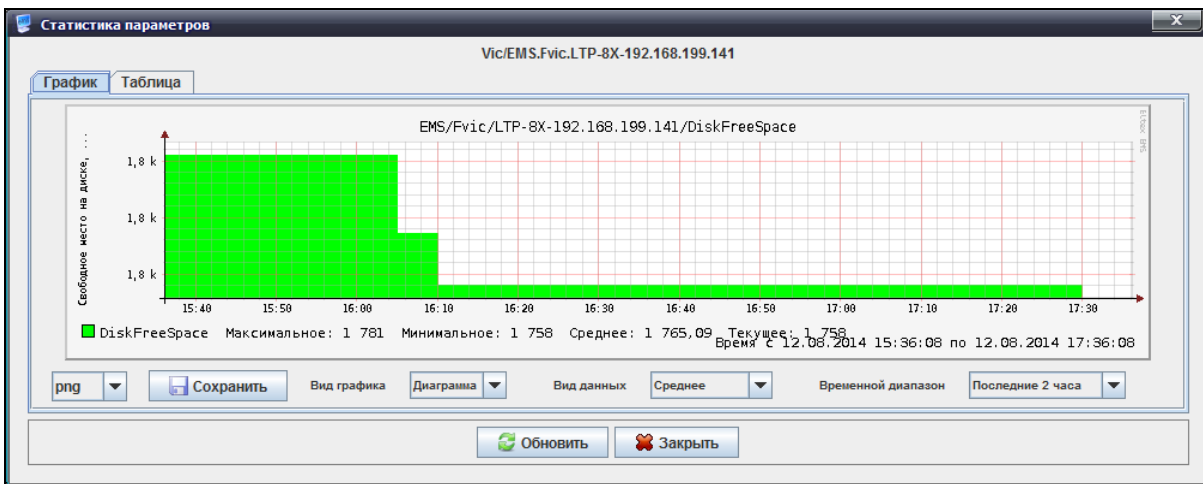 Статистика параметров
Vic/EMS.Fvic.LTP-8X-192.168.199.141
График Таблица
EMS/Fvic/LTP-8X-192.168.199.141/DiskFreeSpace
Eltex EMS
Свободное место на диске, ...
1,8 k
1,8 k
1,8 k
15:40 15:50 16:00 16:10 16:20 16:30 16:40 16:50 17:00 17:10 17:20 17:30
DiskFreeSpace Максимальное: 1 781 Минимальное: 1 758 Среднее: 1 765,09 Текущее: 1 758
Время с 12.08.2014 15:36:08 по 12.08.2014 17:36:08
png Сохранить Вид графика Диаграмма Вид данных Среднее Временной диапазон Последние 2 часа
Обновить Закрыть